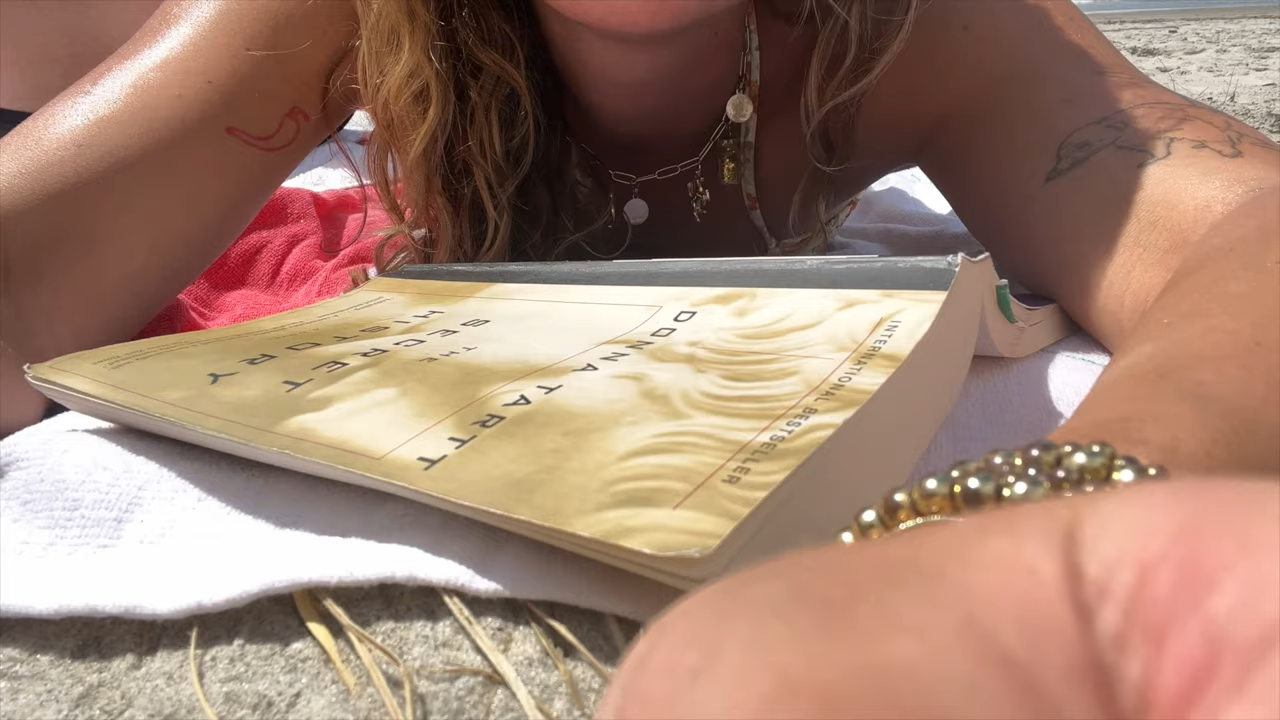 INTERNATIONAL BESTSELLER
DONNA TARTT
THE
SECRET
HISTORY